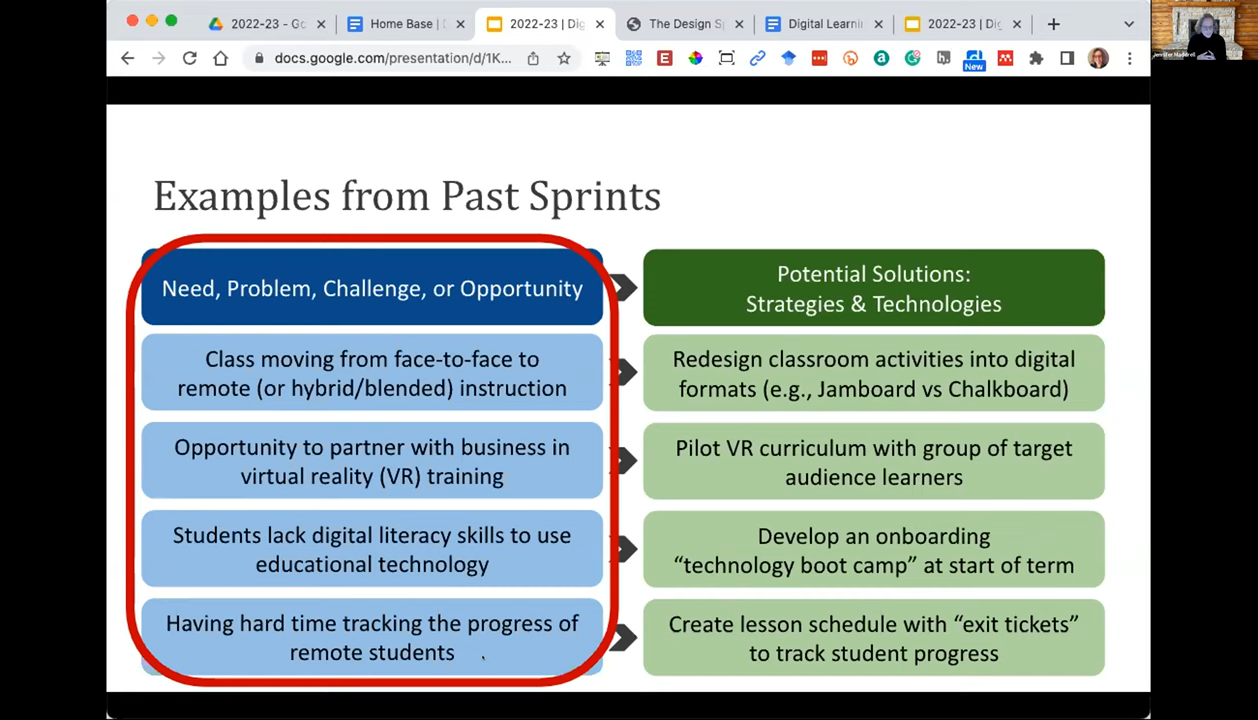 2022-23 - Go
Home Base |
2022-23 | Dig
The Design S
Digital Learnin
2022-23 | Dig
docs.google.com/presentation/d/1K...
New
Jennifer Maddrell
Examples from Past Sprints
Need, Problem, Challenge, or Opportunity
Potential Solutions:
Strategies & Technologies
Class moving from face-to-face to
remote (or hybrid/blended) instruction
Redesign classroom activities into digital
formats (e.g., Jamboard vs Chalkboard)
Opportunity to partner with business in
virtual reality (VR) training
Pilot VR curriculum with group of target
audience learners
Students lack digital literacy skills to use
educational technology
Develop an onboarding
“technology boot camp” at start of term
Having hard time tracking the progress of
remote students
Create lesson schedule with “exit tickets”
to track student progress